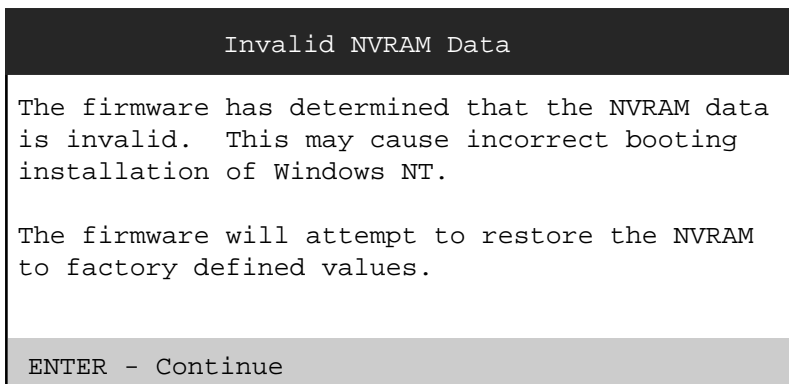 Invalid NVRAM Data
The firmware has determined that the NVRAM data
is invalid.  This may cause incorrect booting
installation of Windows NT.
The firmware will attempt to restore the NVRAM
to factory defined values.
ENTER - Continue